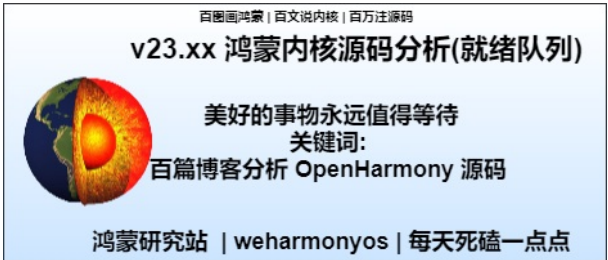 百图画鸿蒙 | 百文说内核 | 百万注源码
v23.xx 鸿蒙内核源码分析(就绪队列)
美好的事物永远值得等待
关键词:
百篇博客分析 OpenHarmony 源码
鸿蒙研究站 | weharmonyos | 每天死磕一点点